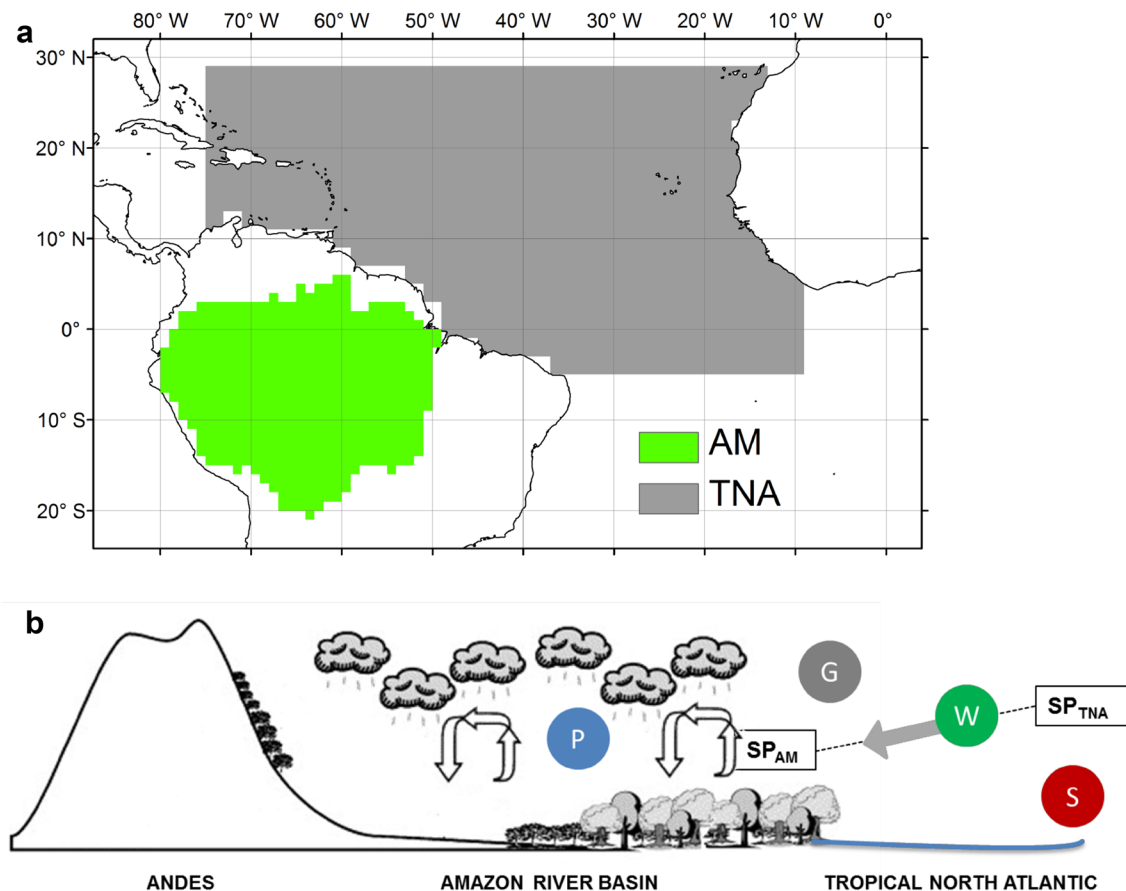 a
80° W 70° W 60° W 50° W 40° W 30° W 20° W 10° W 0°
30° N
20° N
10° N
0°
10° S
20° S
AM
TNA
b
G
W
SP_TNA
P
SP_AM
S
ANDES AMAZON RIVER BASIN TROPICAL NORTH ATLANTIC